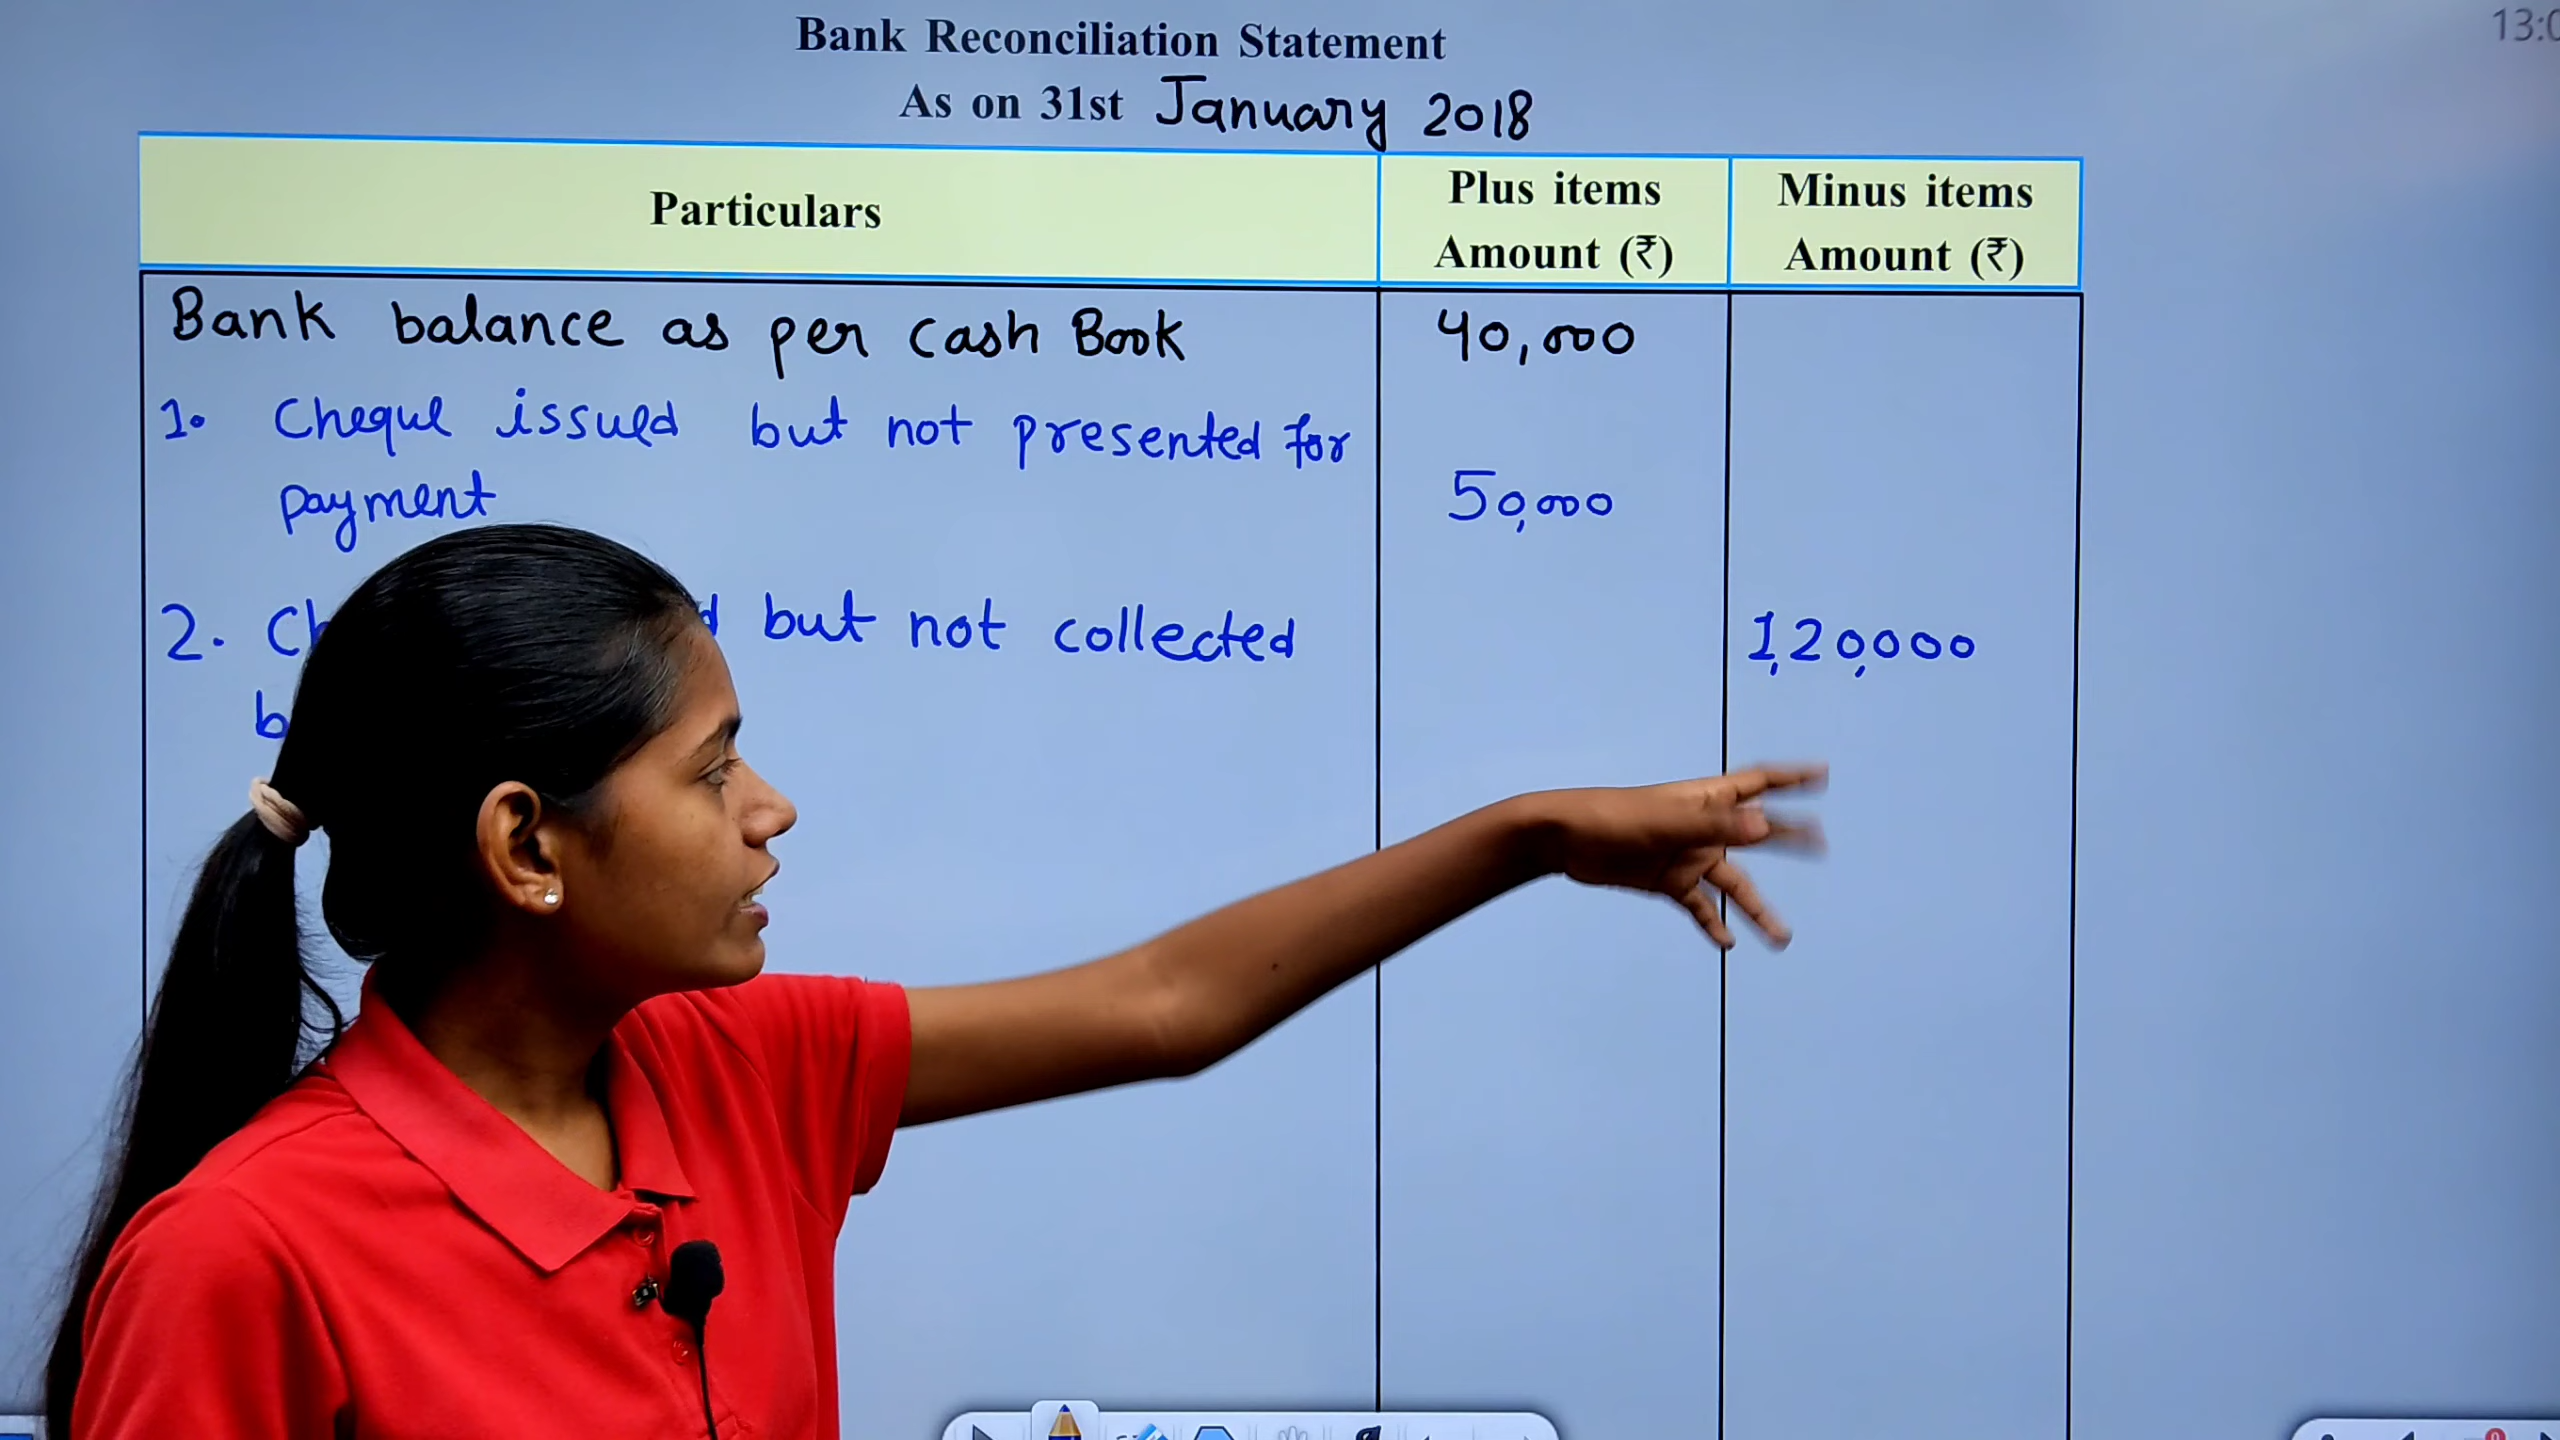 13:0
Bank Reconciliation Statement
As on 31st January 2018
Particulars
Plus items
Amount (₹)
Minus items
Amount (₹)
Bank balance as per Cash Book 40,000
1. Cheque issued but not presented for
payment 50,000
2. but not collected 1,20,000